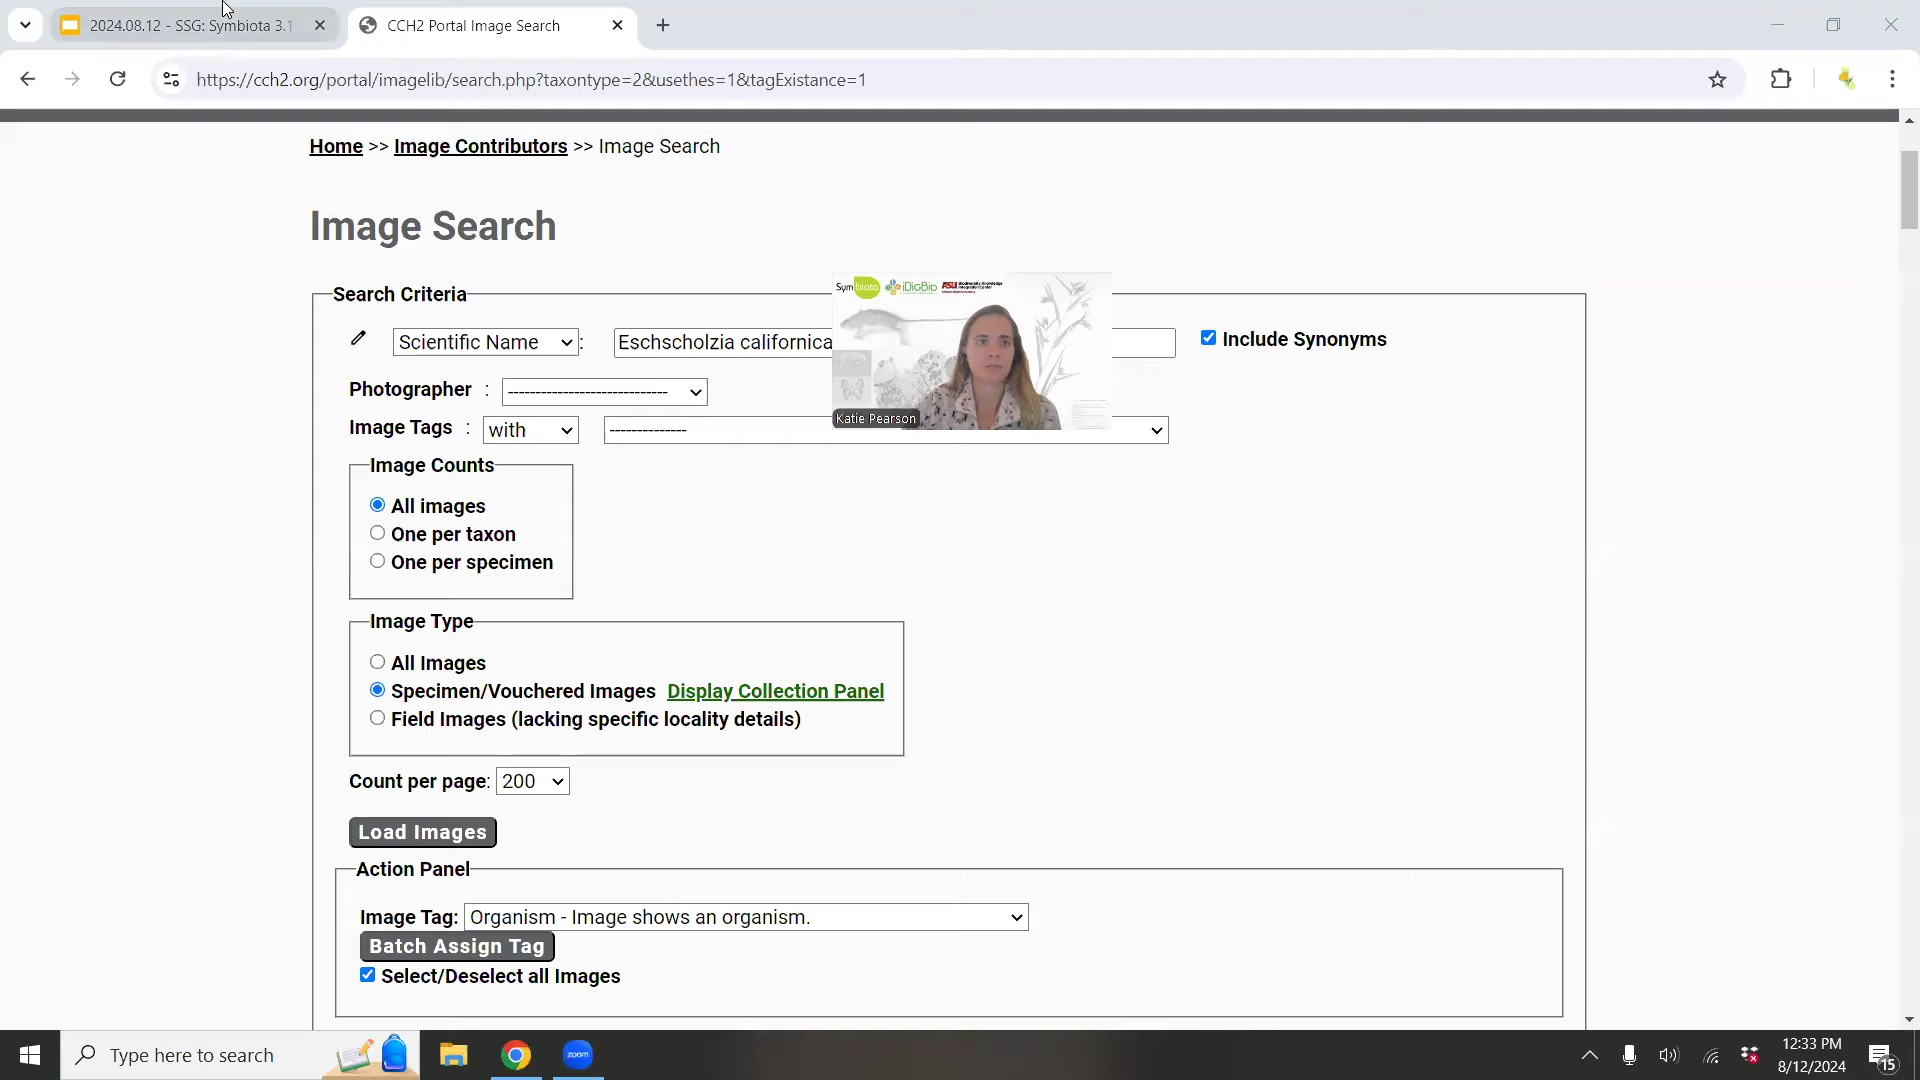 2024.08.12 - SSG: Symbiota 3.1
CCH2 Portal Image Search
https://cch2.org/portal/imagelib/search.php?taxontype=2&usethes=1&tagExistance=1
Home >> Image Contributors >> Image Search
Image Search
Search Criteria
Scientific Name : Eschscholzia californica
Include Synonyms
Symbiota iDigBio ASU
Katie Pearson
Photographer : ----------------------------
Image Tags : with --------------
Image Counts
All images
One per taxon
One per specimen
Image Type
All Images
Specimen/Vouchered Images Display Collection Panel
Field Images (lacking specific locality details)
Count per page: 200
Load Images
Action Panel
Image Tag: Organism - Image shows an organism.
Batch Assign Tag
Select/Deselect all Images
Type here to search
zoom
12:33 PM
8/12/2024
15